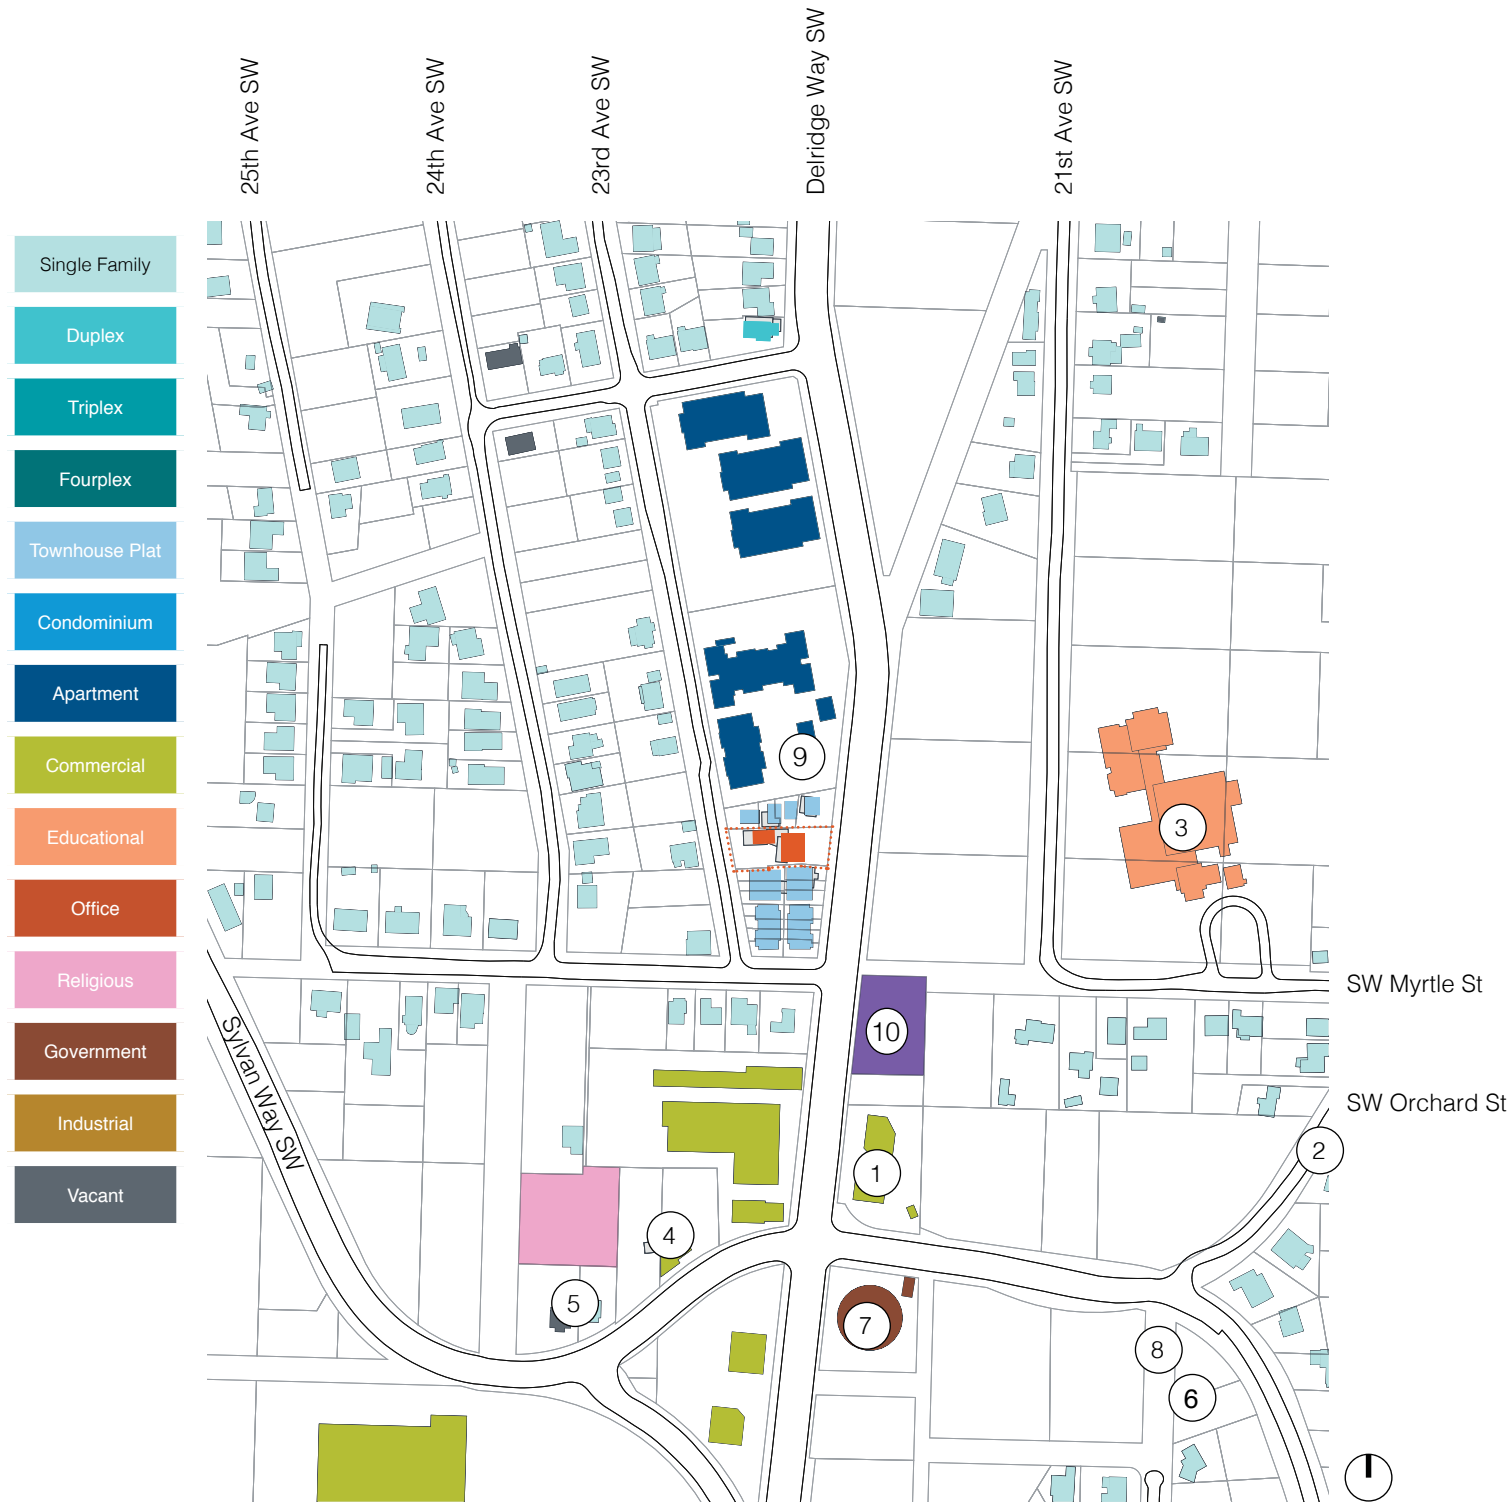 25th Ave SW
24th Ave SW
23rd Ave SW
Delridge Way SW
21st Ave SW
Single Family
Duplex
Triplex
Fourplex
Townhouse Plat
Condominium
Apartment
Commercial
Educational
Office
Religious
Government
Industrial
Vacant
9
3
SW Myrtle St
10
Sylvan Way SW
SW Orchard St
2
1
4
5
7
8
6